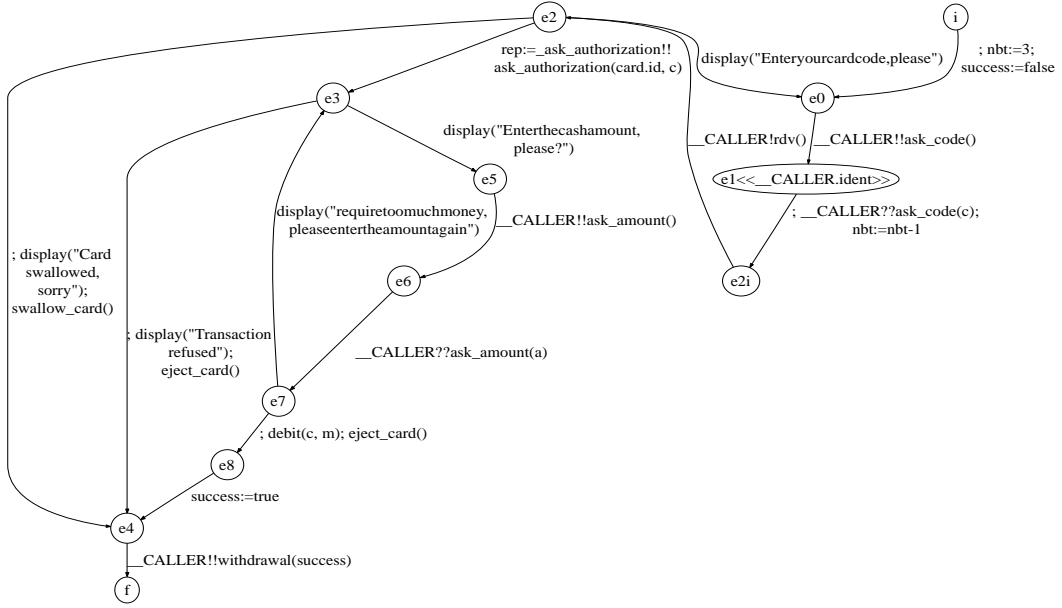 e2
i
rep:=_ask_authorization!!
ask_authorization(card.id, c)
display("Enteryourcardcode,please")
; nbt:=3;
success:=false
e3
e0
display("Enterthecashamount,
please?")
__CALLER!rdv()
__CALLER!!ask_code()
e5
e1<<__CALLER.ident>>
display("requiretoomuchmoney,
pleaseentertheamountagain")
__CALLER!!ask_amount()
; __CALLER??ask_code(c);
nbt:=nbt-1
; display("Card
swallowed,
sorry");
swallow_card()
e6
e2i
; display("Transaction
refused");
eject_card()
__CALLER??ask_amount(a)
e7
; debit(c, m); eject_card()
e8
success:=true
e4
__CALLER!!withdrawal(success)
f